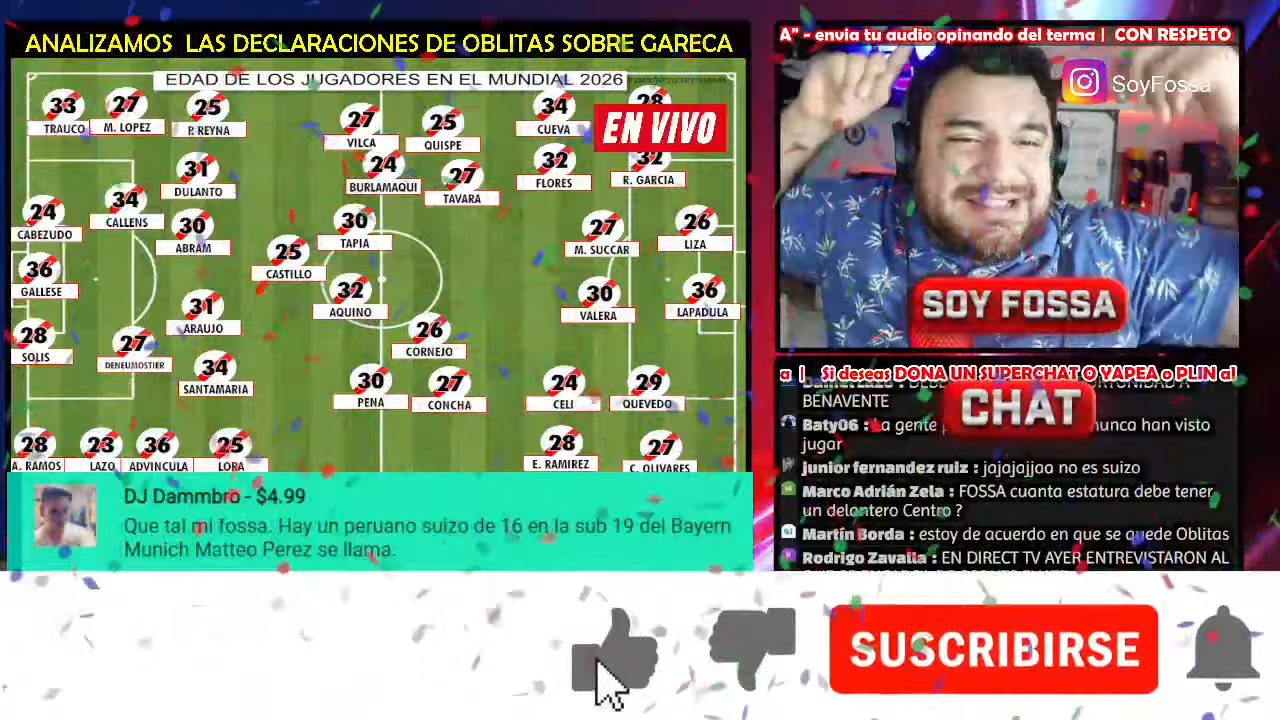 ANALIZAMOS LAS DECLARACIONES DE OBLITAS SOBRE GARECA
EDAD DE LOS JUGADORES EN EL MUNDIAL 2026
EN VIVO
33 TRAUCO
27 M. LOPEZ
25 P. REYNA
27 VILCA
25 QUISPE
34 CUEVA
28
31 DULANTO
24 BURLAMAQUI
27 TAVARA
32 FLORES
32 R. GARCIA
24 CABEZUDO
34 CALLENS
30 ABRAM
30 TAPIA
27 M. SUCCAR
26 LIZA
36 GALLESE
25 CASTILLO
32 AQUINO
30 VALERA
36 LAPADULA
28 SOLIS
31 ARAUJO
27 DENEUMOSTIER
26 CORNEJO
34 SANTAMARIA
30 PEÑA
27 CONCHA
24 CELI
29 QUEVEDO
28 A. RAMOS
23 LAZO
36 ADVINCULA
25 LORA
28 E. RAMIREZ
27 C. OLIVARES
DJ Dammbro - $4.99
Que tal mi fossa. Hay un peruano suizo de 16 en la sub 19 del Bayern
Munich Matteo Perez se llama.
A" - envia tu audio opinando del terma | CON RESPETO
SoyFossa
SOY FOSSA
a | Si deseas DONA UN SUPERCHAT O YAPEA o PLIN al
CHAT
BENAVENTE
Baty06 : La gente nunca han visto
jugar
junior fernandez ruiz : jajajajjao no es suizo
Marco Adrián Zela : FOSSA cuanta estatura debe tener
un delantero Centro ?
Martín Borda : estoy de acuerdo en que se quede Oblitas
Rodrigo Zavalla : EN DIRECT TV AYER ENTREVISTARON AL
SUSCRIBIRSE